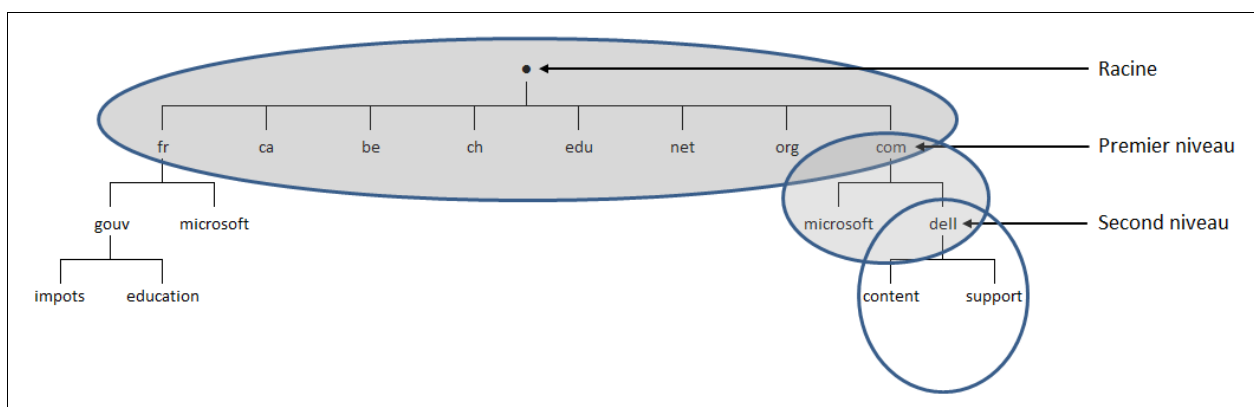 Racine
fr ca be ch edu net org com Premier niveau
gouv microsoft microsoft dell Second niveau
impots education content support